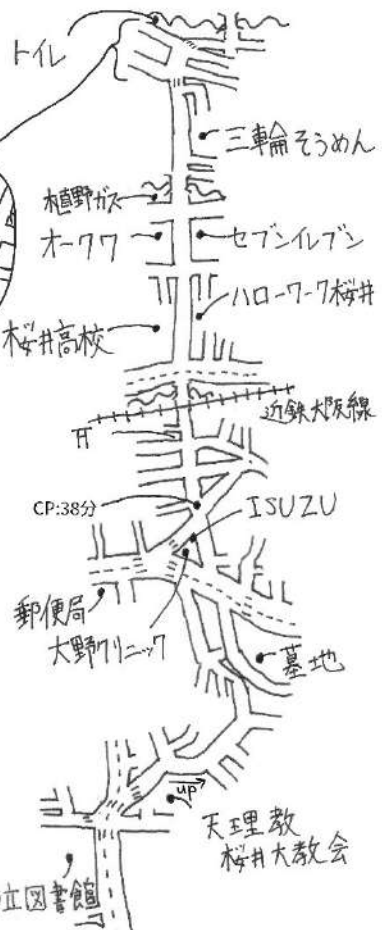 トイレ
三輪そうめん
植野ガス
オークワ
セブンイレブン
ハローワーク桜井
桜井高校
近鉄大阪線
CP:38分
ISUZU
郵便局
大野クリニック
墓地
up
天理教
桜井大教会
立図書館